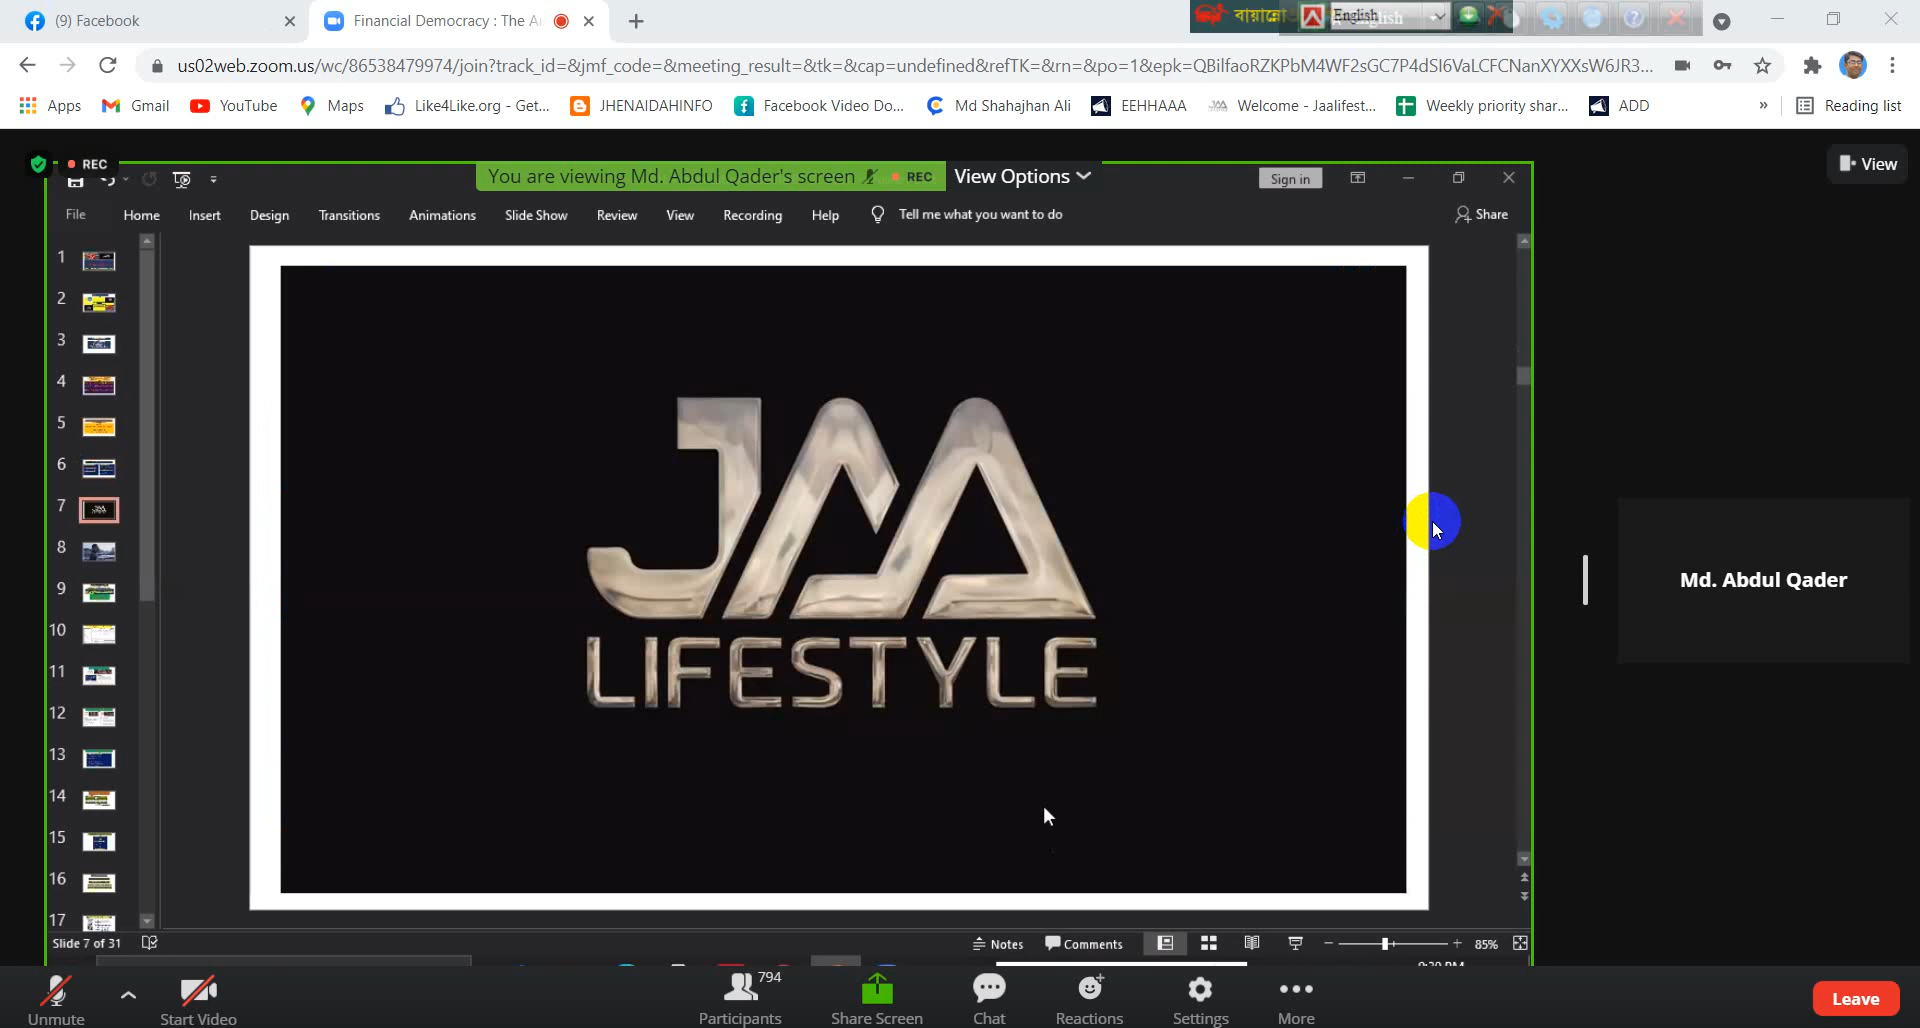 (9) Facebook
Financial Democracy : The A
বায়ান্নো
English
us02web.zoom.us/wc/86538479974/join?track_id=&jmf_code=&meeting_result=&tk=&cap=undefined&refTK=&rn=&po=1&epk=QBilfaoRZKPbM4WF2sGC7P4dSI6VaLCFCNanXYXXsW6JR3...
Apps Gmail YouTube Maps Like4Like.org - Get... JHENAIDAHINFO Facebook Video Do... Md Shahajhan Ali EEHHAAA Welcome - Jaalifest... Weekly priority shar... ADD » Reading list
REC
You are viewing Md. Abdul Qader's screen REC View Options
Sign in
View
File Home Insert Design Transitions Animations Slide Show Review View Recording Help Tell me what you want to do Share
1
2
3
4
5
6
7
8
9
10
11
12
13
14
15
16
17
JAA
LIFESTYLE
Md. Abdul Qader
Slide 7 of 31 Notes Comments 85%
9:30 PM
794
Unmute Start Video Participants Share Screen Chat Reactions Settings More Leave